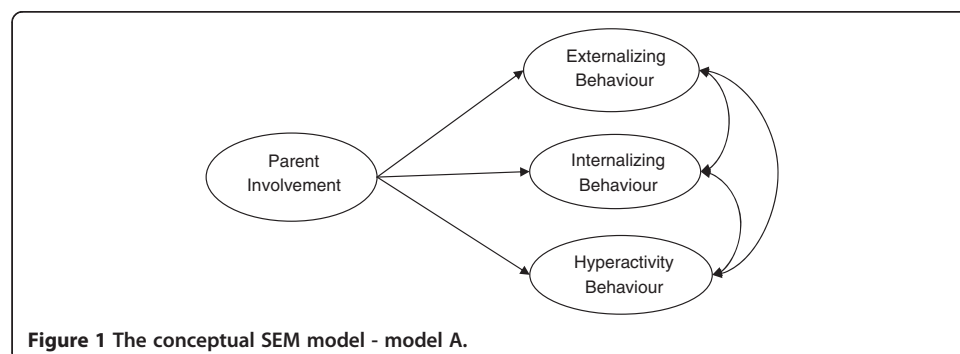 Externalizing
Behaviour
Parent
Involvement
Internalizing
Behaviour
Hyperactivity
Behaviour
Figure 1 The conceptual SEM model - model A.